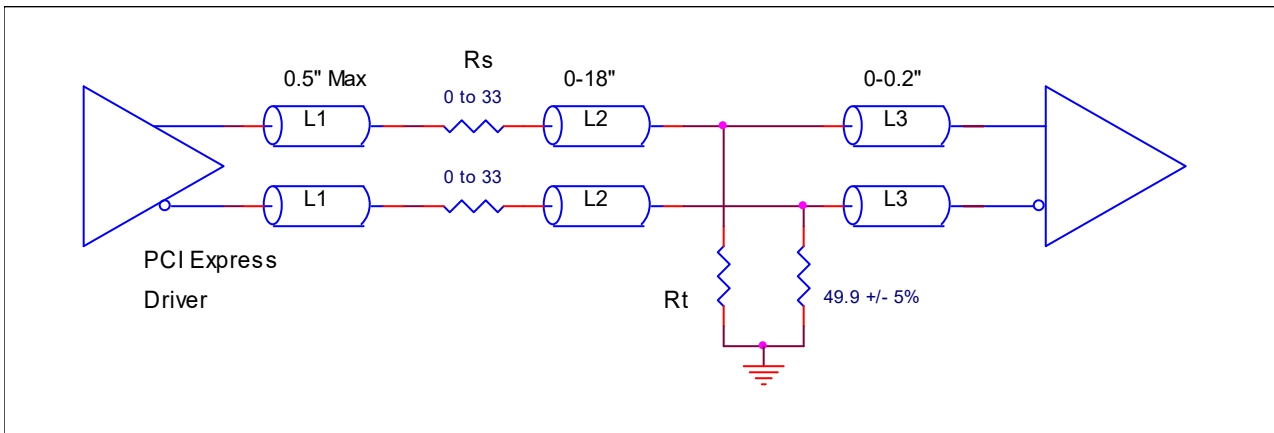 Rs
0.5" Max
0-18"
0-0.2"
0 to 33
L1
L2
L3
0 to 33
L1
L2
L3
PCI Express
Driver
Rt
49.9 +/- 5%